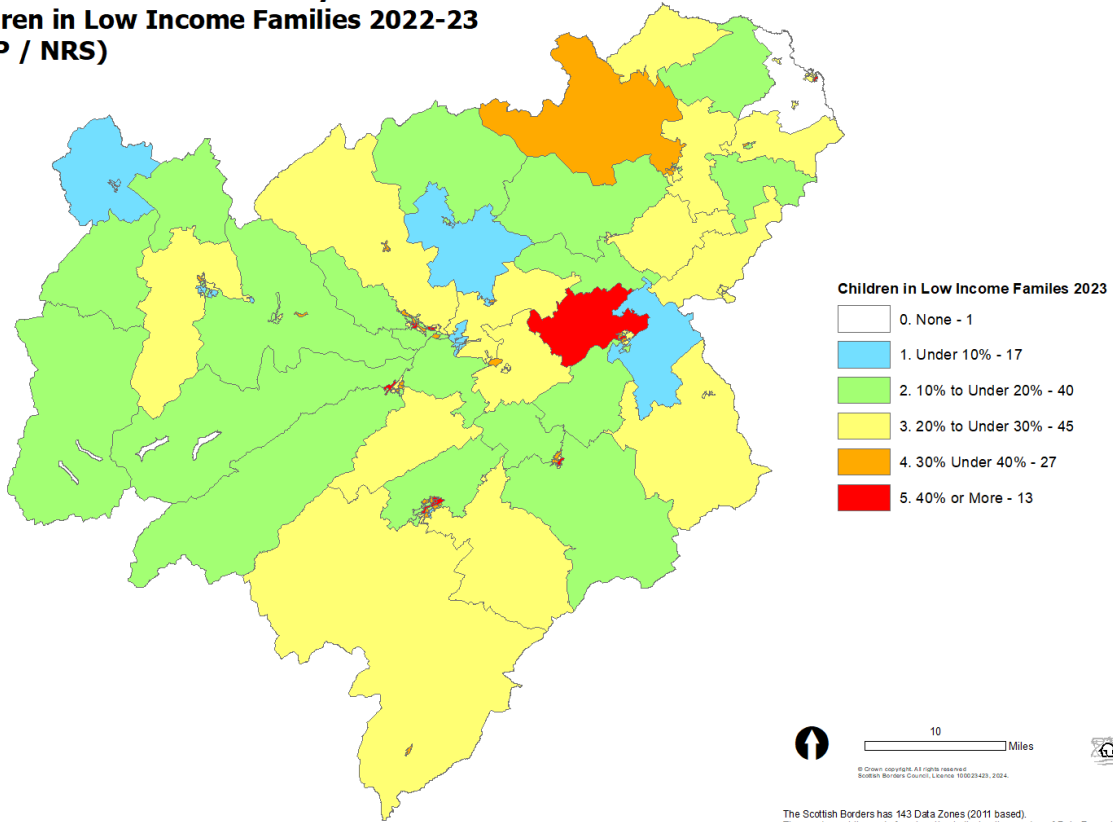 ren in Low Income Families 2022-23
P / NRS)
Children in Low Income Familes 2023
0. None - 1
1. Under 10% - 17
2. 10% to Under 20% - 40
3. 20% to Under 30% - 45
4. 30% Under 40% - 27
5. 40% or More - 13
10
Miles
© Crown copyright. All rights reserved
Scottish Borders Council, Licence 100023423, 2024.
The Scottish Borders has 143 Data Zones (2011 based).